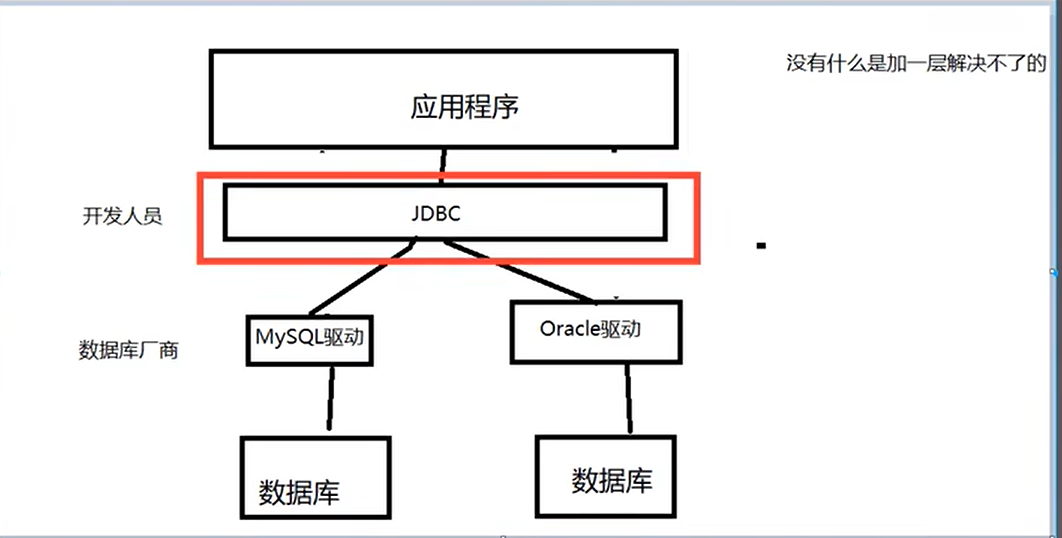 没有什么是加一层解决不了的
应用程序
开发人员
JDBC
数据库厂商
MySQL驱动
Oracle驱动
数据库
数据库